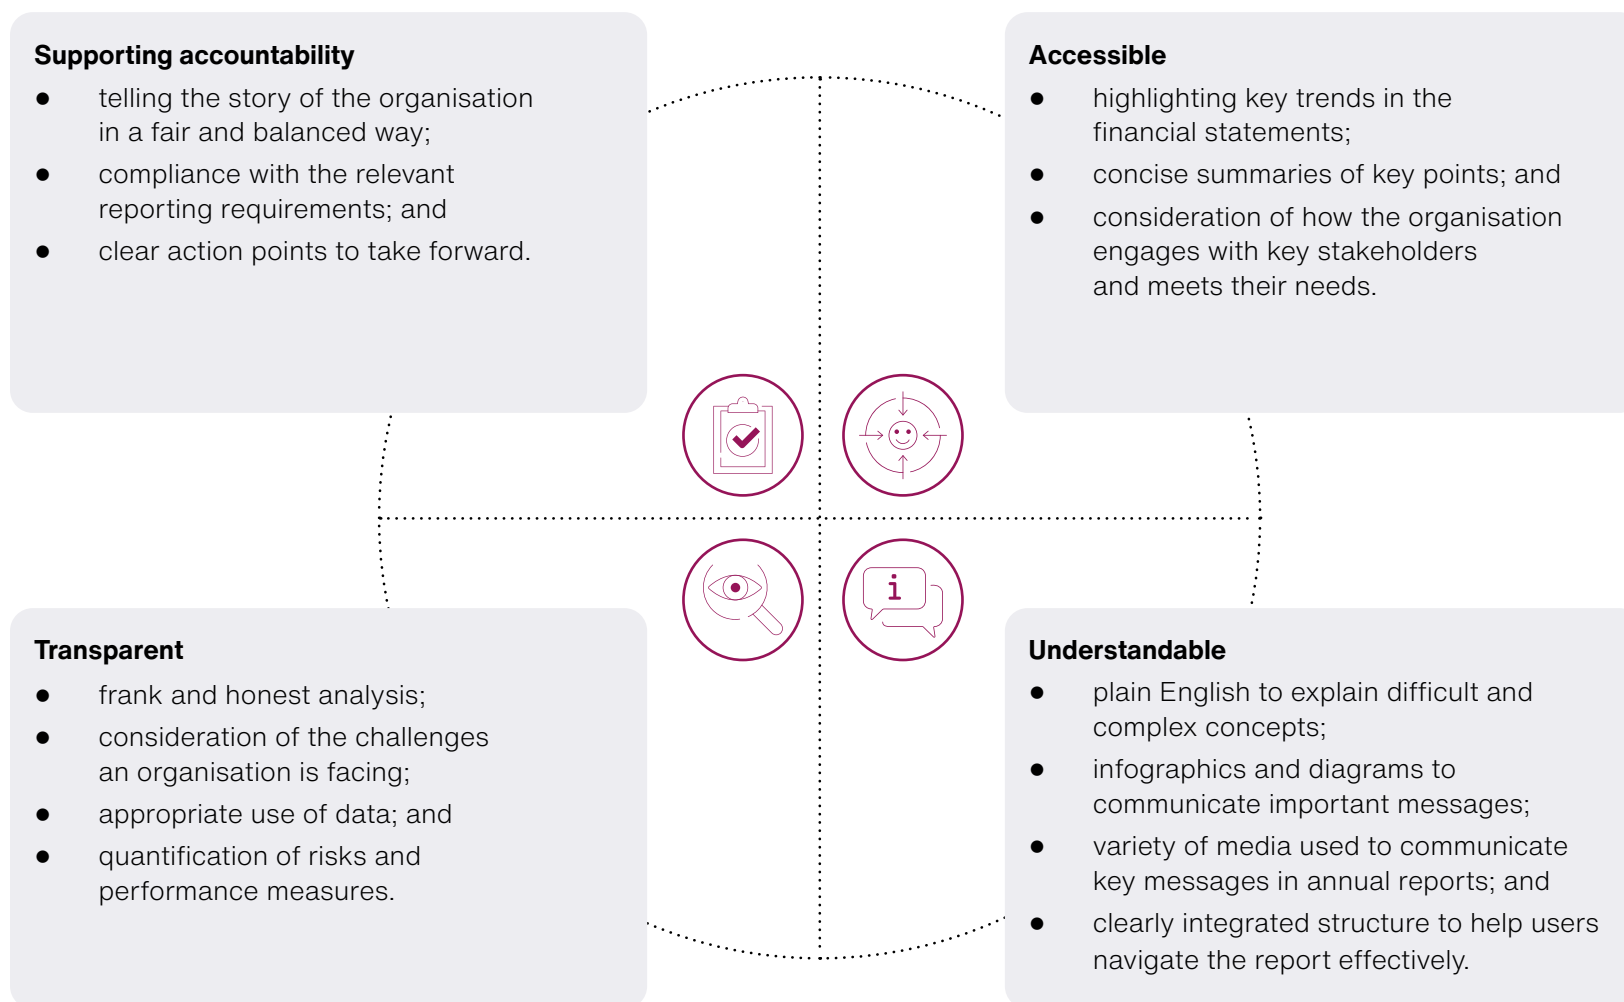 Supporting accountability
● telling the story of the organisation
in a fair and balanced way;
● compliance with the relevant
reporting requirements; and
● clear action points to take forward.
Accessible
● highlighting key trends in the
financial statements;
● concise summaries of key points; and
● consideration of how the organisation
engages with key stakeholders
and meets their needs.
i
Transparent
● frank and honest analysis;
● consideration of the challenges
an organisation is facing;
● appropriate use of data; and
● quantification of risks and
performance measures.
Understandable
● plain English to explain difficult and
complex concepts;
● infographics and diagrams to
communicate important messages;
● variety of media used to communicate
key messages in annual reports; and
● clearly integrated structure to help users
navigate the report effectively.